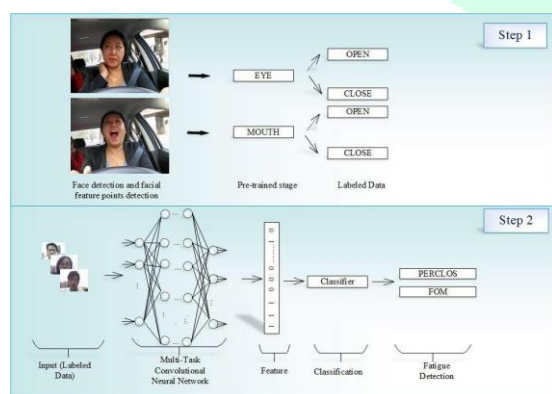 Step 1
OPEN
EYE
CLOSE
OPEN
MOUTH
CLOSE
Face detection and facial
feature points detection
Pre-trained stage
Labeled Data
Step 2
Classifier
PERCLOS
FOM
Input (Labeled
Data)
Multi-Task
Convolutional
Neural Network
Feature
Classification
Fatigue
Detection